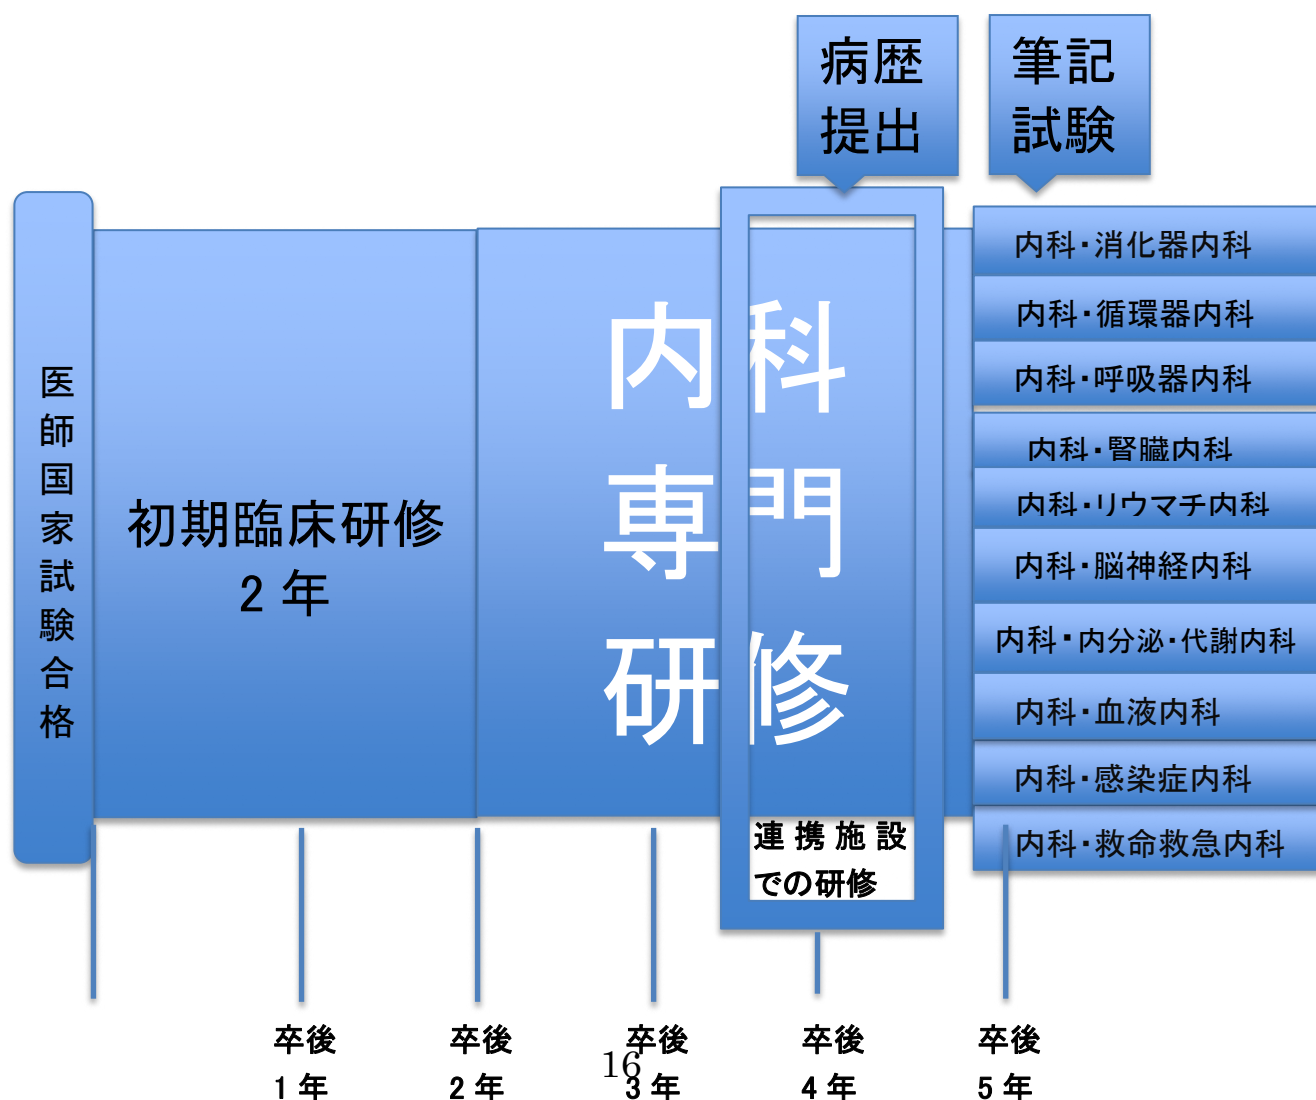 病歴
提出
筆記
試験
医師国家試験合格
初期臨床研修
2 年
内科
専門
研修
連携施設
での研修
内科・消化器内科
内科・循環器内科
内科・呼吸器内科
内科・腎臓内科
内科・リウマチ内科
内科・脳神経内科
内科・内分泌・代謝内科
内科・血液内科
内科・感染症内科
内科・救命救急内科
卒後
1 年
卒後
2 年
卒後
3 年
卒後
4 年
卒後
5 年
16